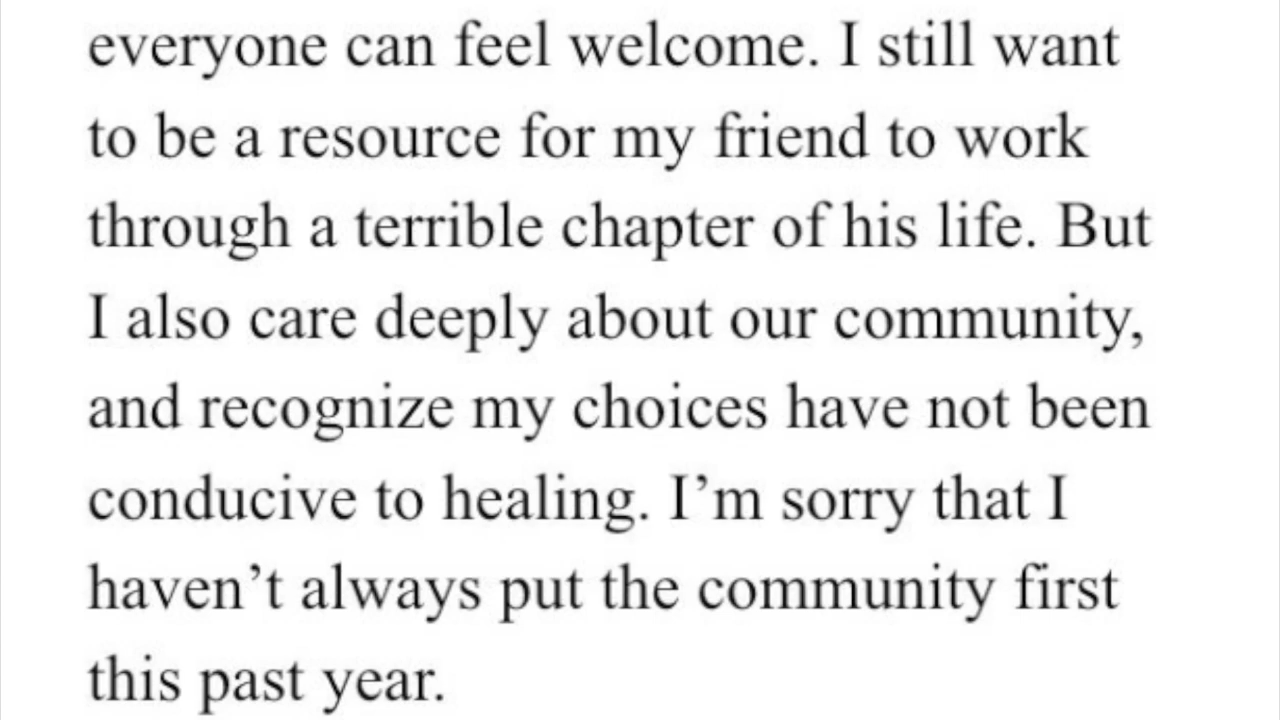 everyone can feel welcome. I still want
to be a resource for my friend to work
through a terrible chapter of his life. But
I also care deeply about our community,
and recognize my choices have not been
conducive to healing. I’m sorry that I
haven’t always put the community first
this past year.